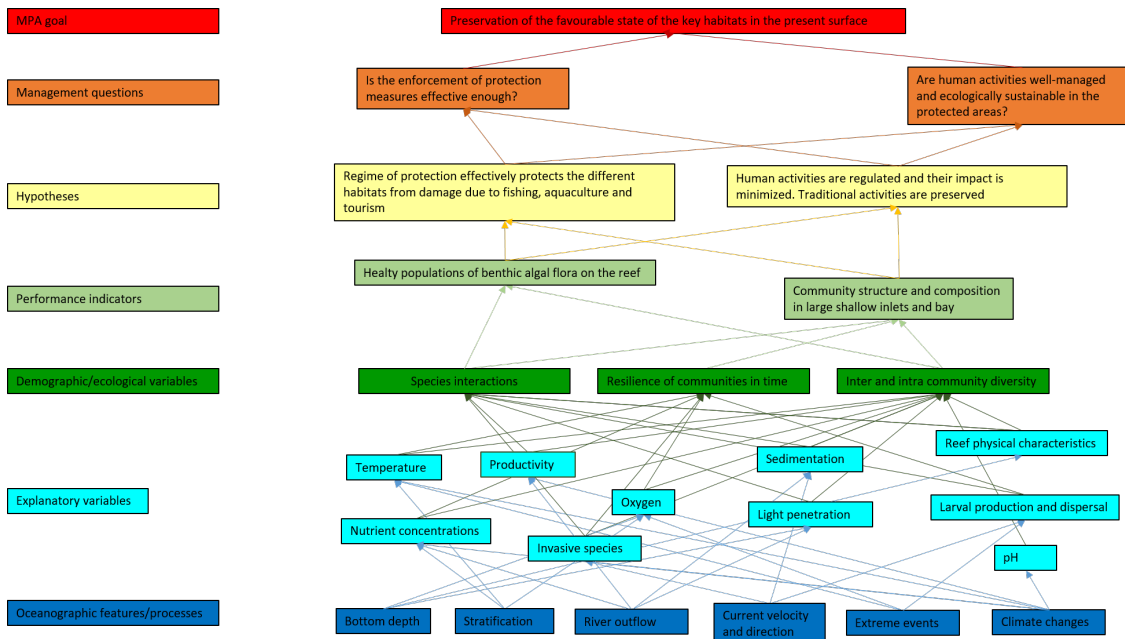 MPA goal
Preservation of the favourable state of the key habitats in the present surface
Management questions
Is the enforcement of protection
measures effective enough?
Are human activities well-managed
and ecologically sustainable in the
protected areas?
Hypotheses
Regime of protection effectively protects the different
habitats from damage due to fishing, aquaculture and
tourism
Human activities are regulated and their impact is
minimized. Traditional activities are preserved
Performance indicators
Healty populations of benthic algal flora on the reef
Community structure and composition
in large shallow inlets and bay
Demographic/ecological variables
Species interactions
Resilience of communities in time
Inter and intra community diversity
Explanatory variables
Temperature
Productivity
Sedimentation
Reef physical characteristics
Nutrient concentrations
Oxygen
Light penetration
Larval production and dispersal
Invasive species
pH
Oceanographic features/processes
Bottom depth
Stratification
River outflow
Current velocity
and direction
Extreme events
Climate changes